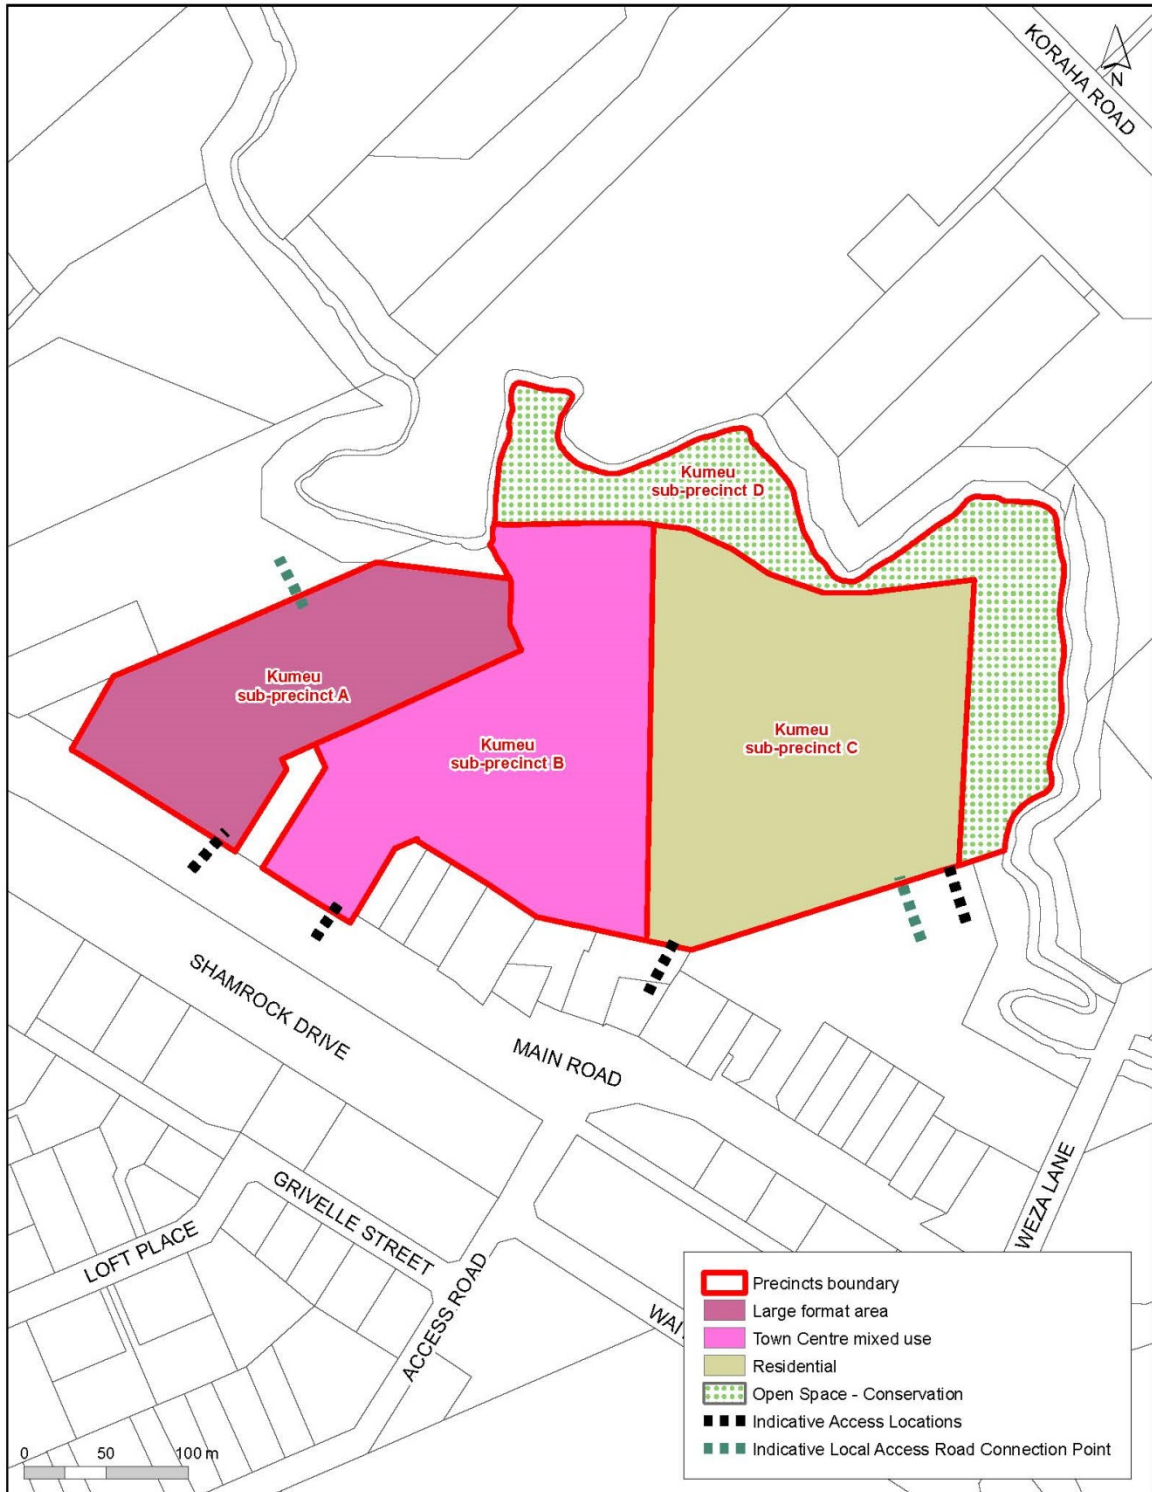 KORAHA ROAD
N
Kumeu
sub-precinct D
Kumeu
sub-precinct A
Kumeu
sub-precinct B
Kumeu
sub-precinct C
SHAMROCK DRIVE
MAIN ROAD
GRIVELLE STREET
LOFT PLACE
ACCESS ROAD
WEZA LANE
Precincts boundary
Large format area
Town Centre mixed use
Residential
Open Space - Conservation
Indicative Access Locations
Indicative Local Access Road Connection Point
0 50 100 m